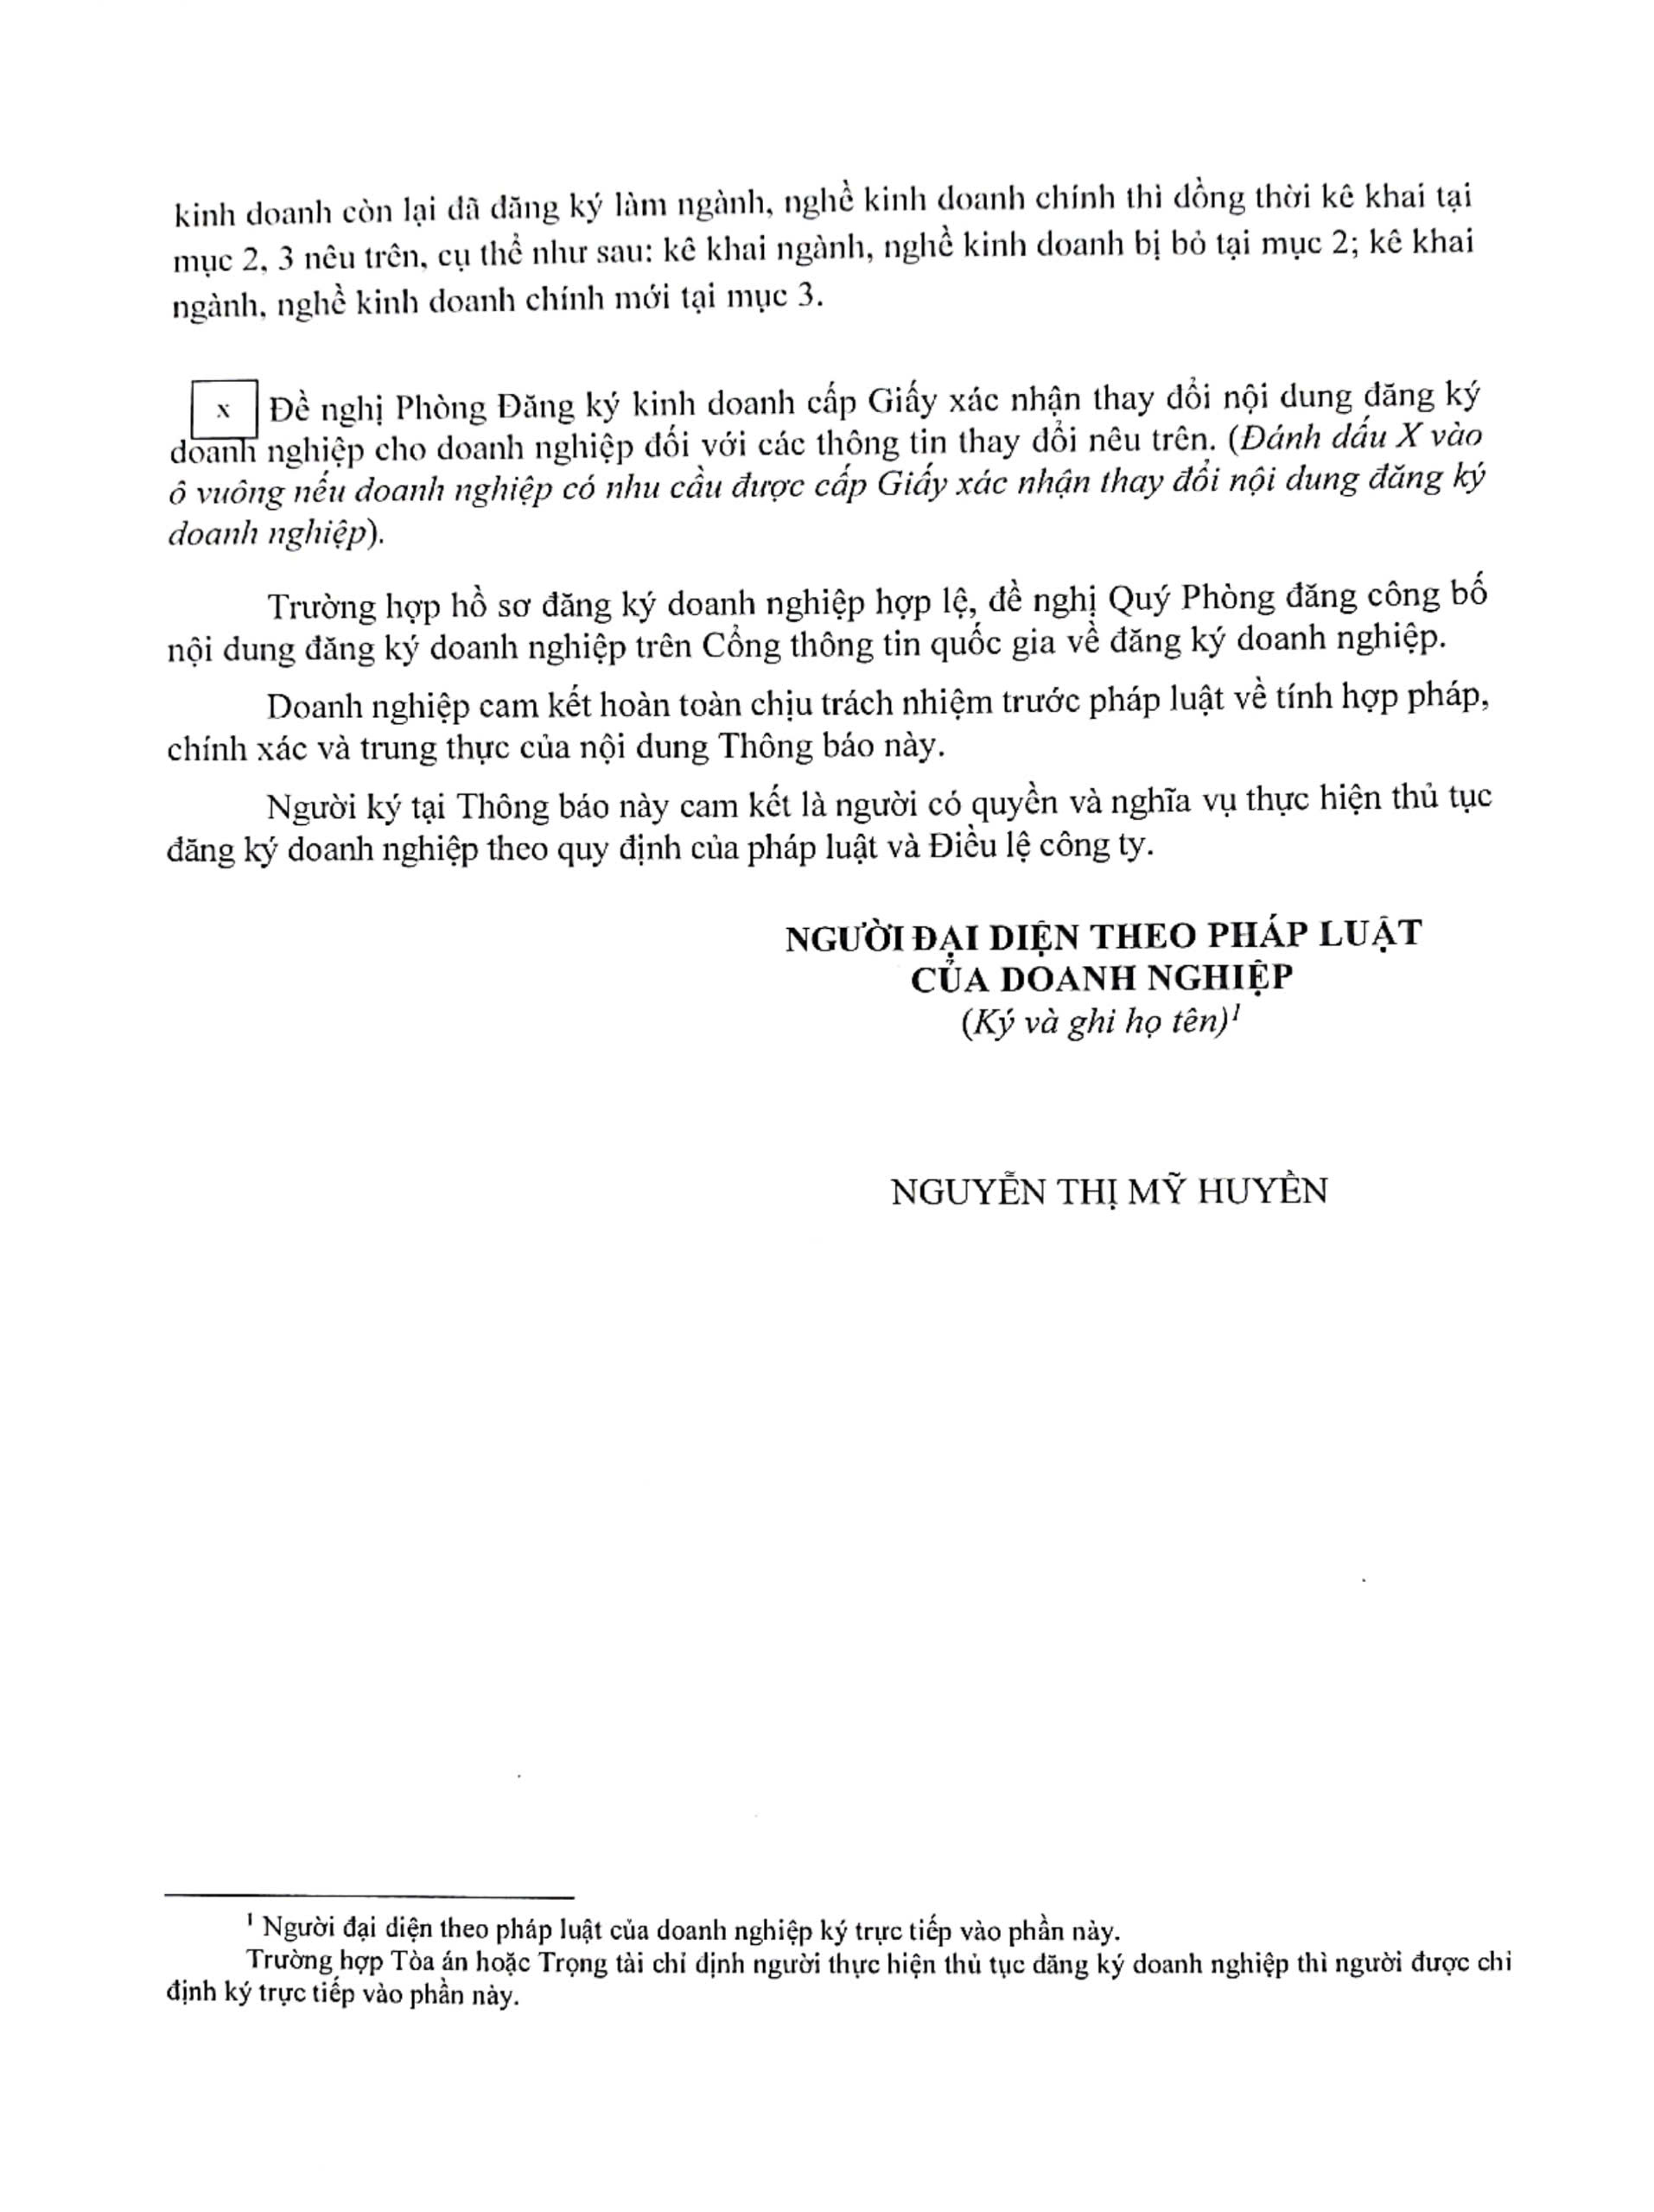 kinh doanh còn lại đã đăng ký làm ngành, nghề kinh doanh chính thì đồng thời kê khai tại
mục 2, 3 nêu trên, cụ thể như sau: kê khai ngành, nghề kinh doanh bị bỏ tại mục 2; kê khai
ngành, nghề kinh doanh chính mới tại mục 3.
x Đề nghị Phòng Đăng ký kinh doanh cấp Giấy xác nhận thay đổi nội dung đăng ký
doanh nghiệp cho doanh nghiệp đối với các thông tin thay đổi nêu trên. (Đánh dấu X vào
ô vuông nếu doanh nghiệp có nhu cầu được cấp Giấy xác nhận thay đổi nội dung đăng ký
doanh nghiệp).
Trường hợp hồ sơ đăng ký doanh nghiệp hợp lệ, đề nghị Quý Phòng đăng công bố
nội dung đăng ký doanh nghiệp trên Cổng thông tin quốc gia về đăng ký doanh nghiệp.
Doanh nghiệp cam kết hoàn toàn chịu trách nhiệm trước pháp luật về tính hợp pháp,
chính xác và trung thực của nội dung Thông báo này.
Người ký tại Thông báo này cam kết là người có quyền và nghĩa vụ thực hiện thủ tục
đăng ký doanh nghiệp theo quy định của pháp luật và Điều lệ công ty.
NGƯỜI ĐẠI DIỆN THEO PHÁP LUẬT
CỦA DOANH NGHIỆP
(Ký và ghi họ tên)¹
NGUYỄN THỊ MỸ HUYỀN
¹ Người đại diện theo pháp luật của doanh nghiệp ký trực tiếp vào phần này.
Trường hợp Tòa án hoặc Trọng tài chỉ định người thực hiện thủ tục đăng ký doanh nghiệp thì người được chỉ
định ký trực tiếp vào phần này.